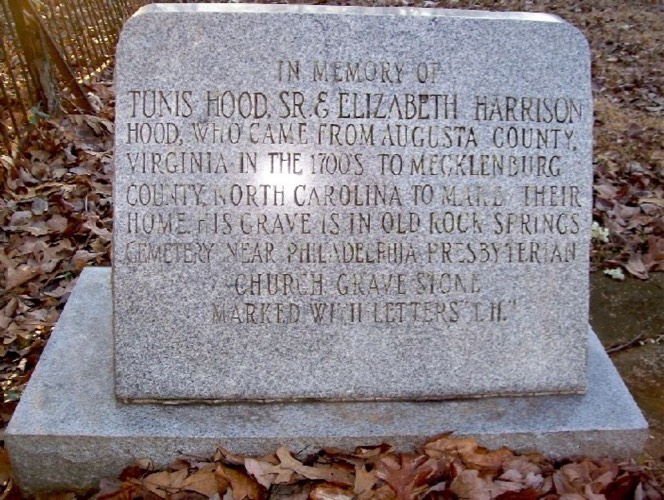 IN MEMORY OF
TUNIS HOOD, SR. & ELIZABETH HARRISON
HOOD, WHO CAME FROM AUGUSTA COUNTY,
VIRGINIA IN THE 1700'S TO MECKLENBURG
COUNTY, NORTH CAROLINA TO MAKE THEIR
HOME. HIS GRAVE IS IN OLD ROCK SPRINGS
CEMETERY NEAR PHILADELPHIA PRESBYTERIAN
CHURCH GRAVE STONE
MARKED WITH LETTERS "T.H."